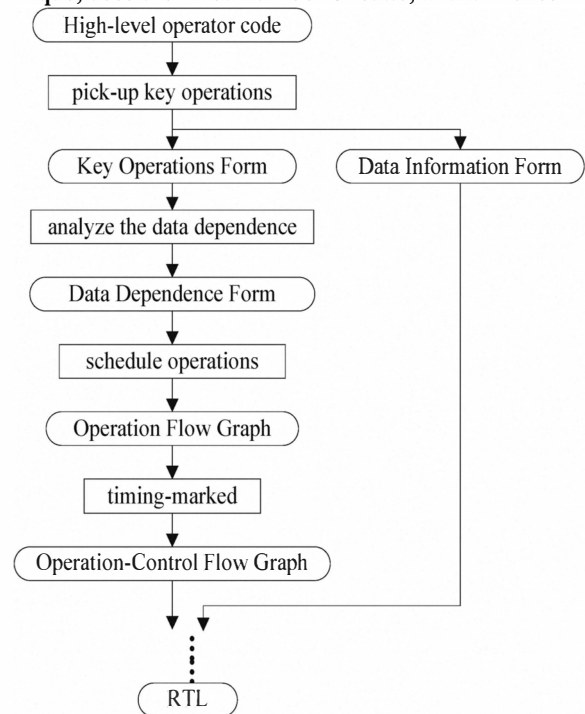 High-level operator code
pick-up key operations
Key Operations Form
Data Information Form
analyze the data dependence
Data Dependence Form
schedule operations
Operation Flow Graph
timing-marked
Operation-Control Flow Graph
RTL